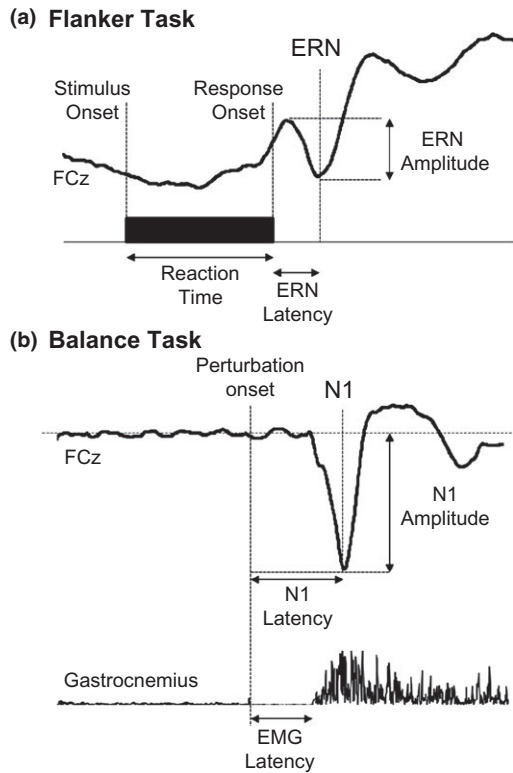 (a) Flanker Task
ERN
Stimulus
Onset
Response
Onset
ERN
Amplitude
FCz
Reaction
Time
ERN
Latency
(b) Balance Task
Perturbation
onset
N1
FCz
N1
Amplitude
N1
Latency
Gastrocnemius
EMG
Latency